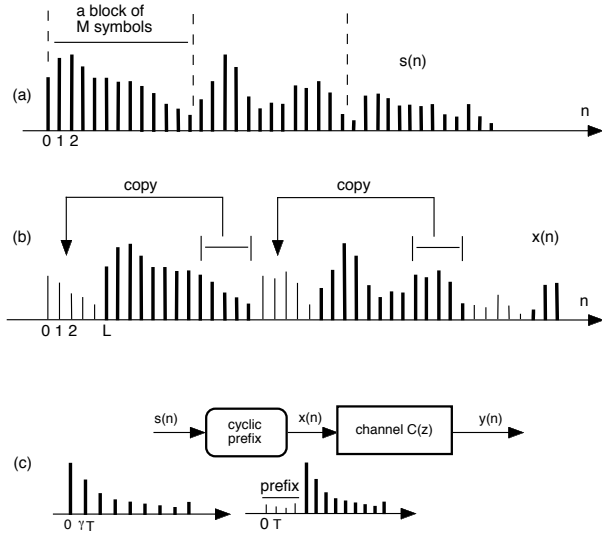 a block of
M symbols
s(n)
(a)
n
0 1 2
copy
copy
(b)
x(n)
n
0 1 2
L
s(n)
cyclic
prefix
x(n)
channel C(z)
y(n)
(c)
prefix
0 γT
0 T